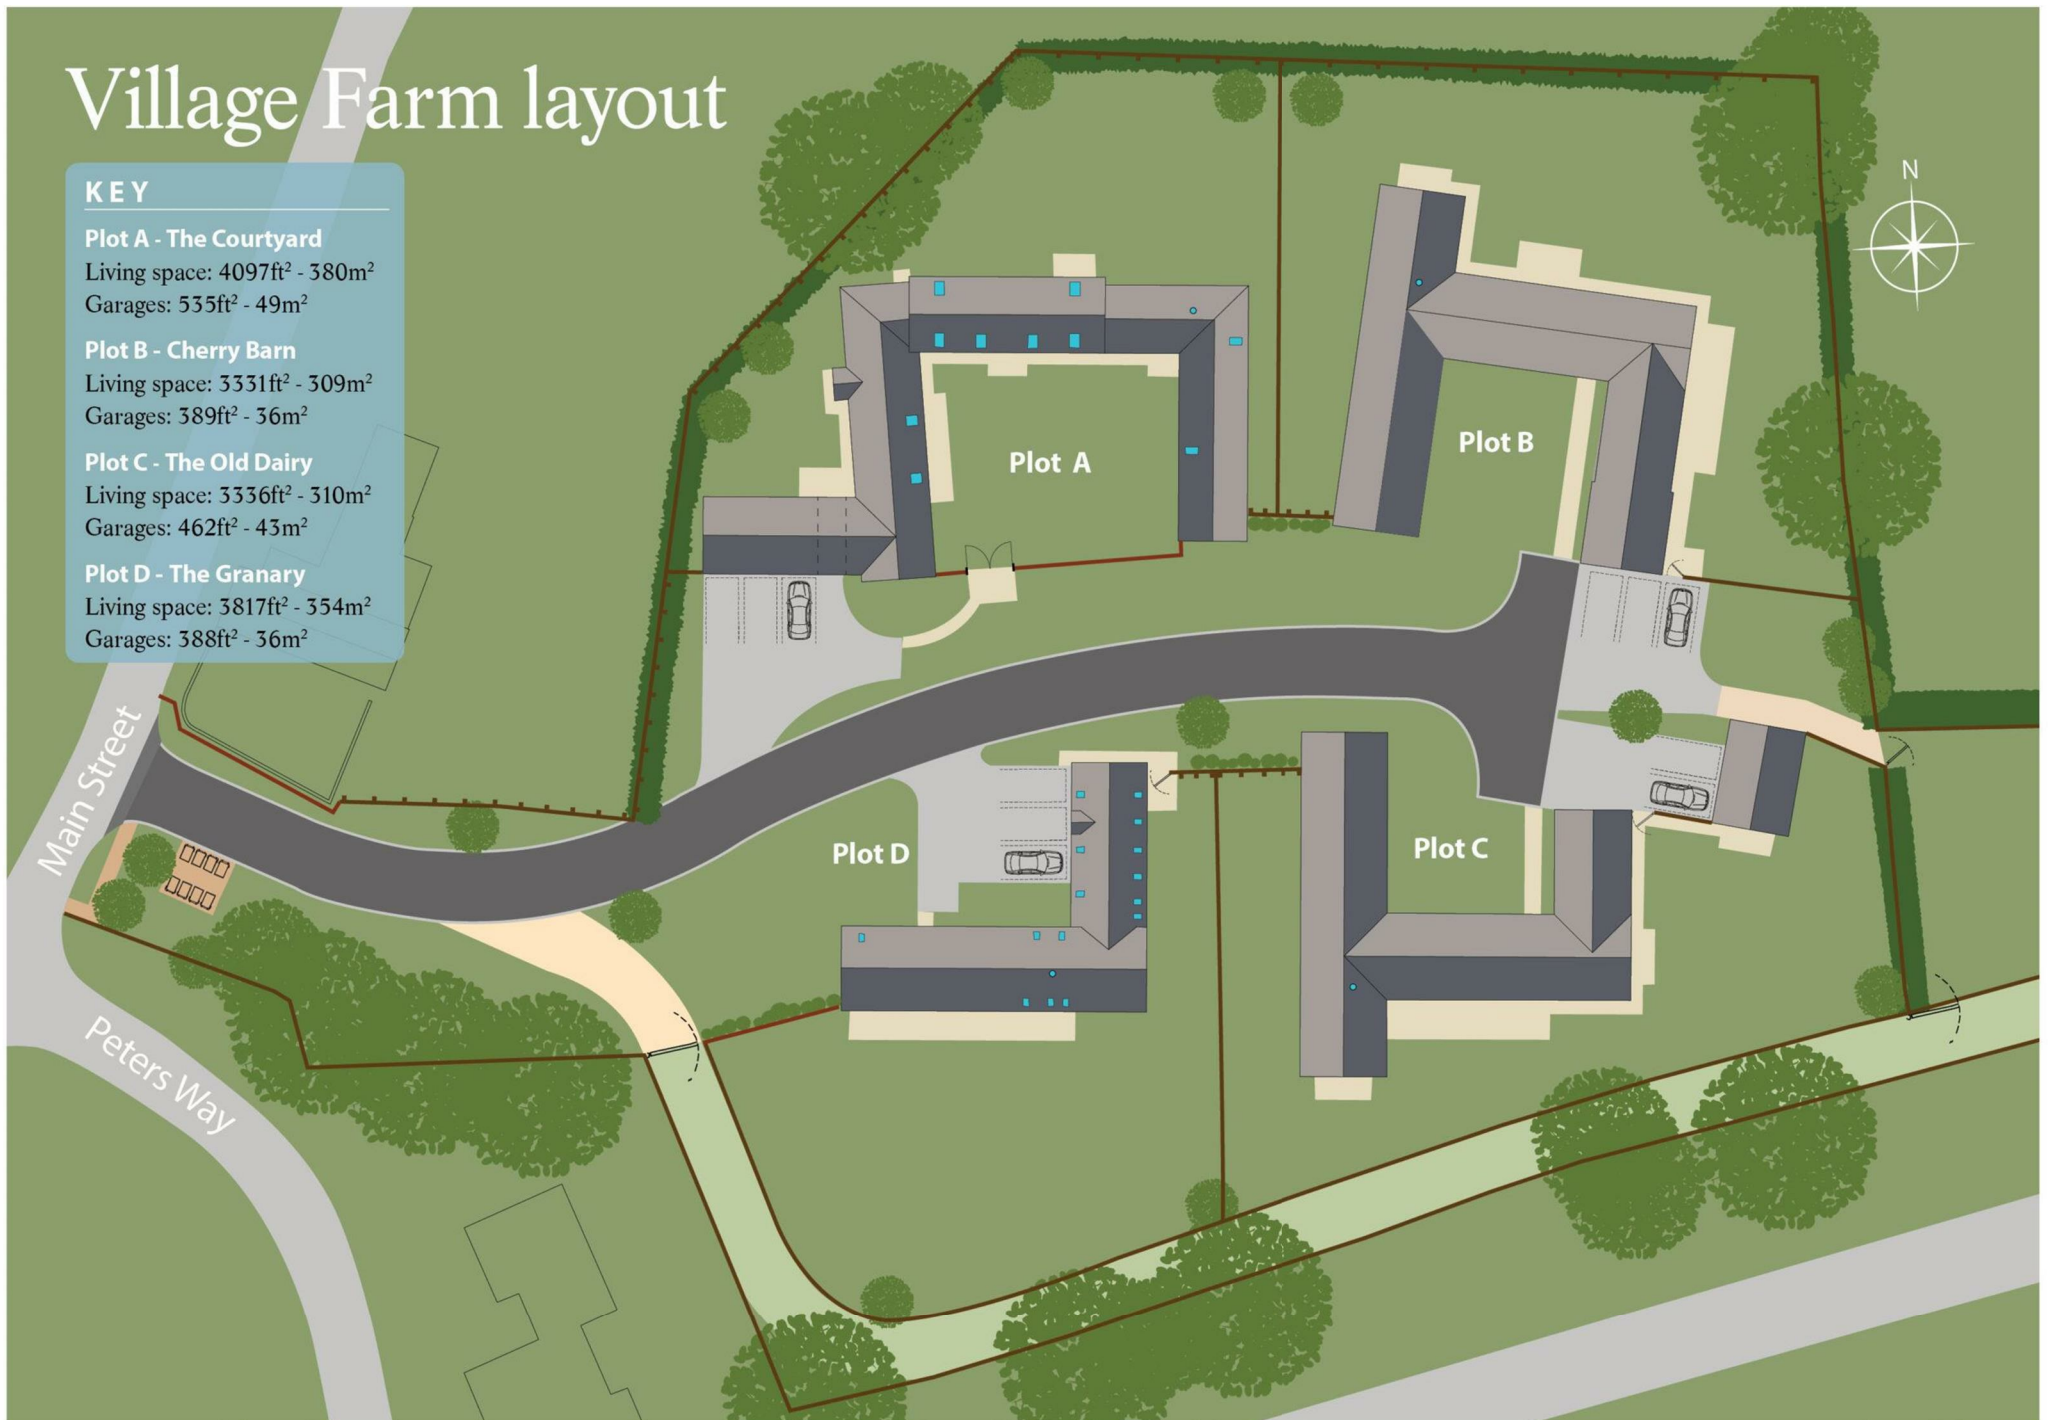 Village Farm layout
KEY
Plot A - The Courtyard
Living space: 4097ft² - 380m²
Garages: 535ft² - 49m²
Plot B - Cherry Barn
Living space: 3331ft² - 309m²
Garages: 389ft² - 36m²
Plot C - The Old Dairy
Living space: 3336ft² - 310m²
Garages: 462ft² - 43m²
Plot D - The Granary
Living space: 3817ft² - 354m²
Garages: 388ft² - 36m²
N
Plot A
Plot B
Plot D
Plot C
Main Street
Peters Way